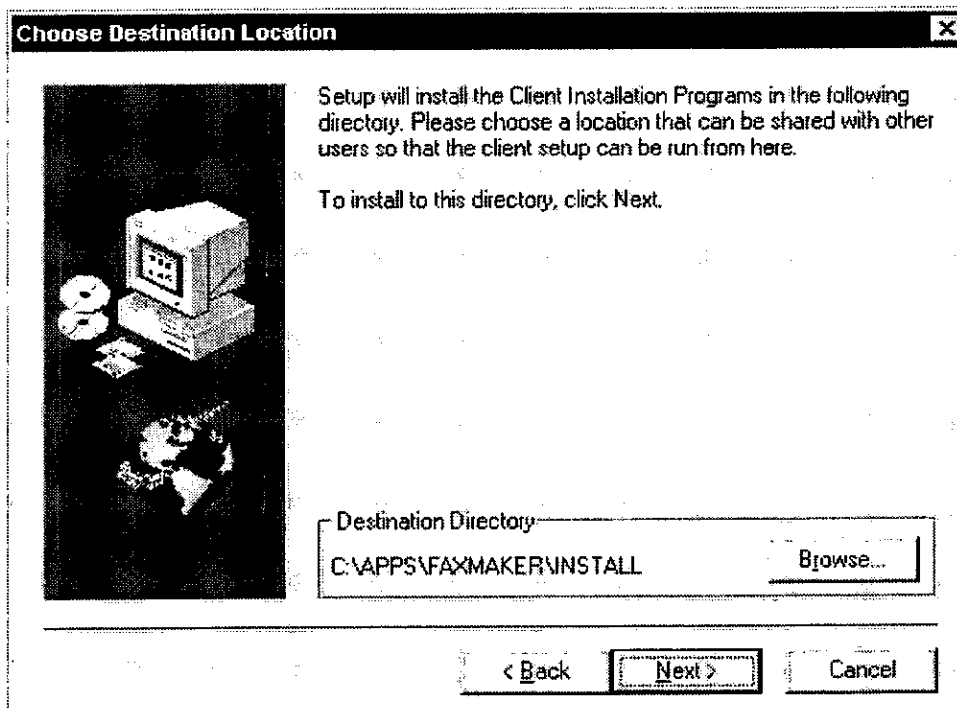 Choose Destination Location
Setup will install the Client Installation Programs in the following
directory. Please choose a location that can be shared with other
users so that the client setup can be run from here.
To install to this directory, click Next.
Destination Directory
C:\APPS\FAXMAKER\INSTALL
Browse...
< Back
Next >
Cancel